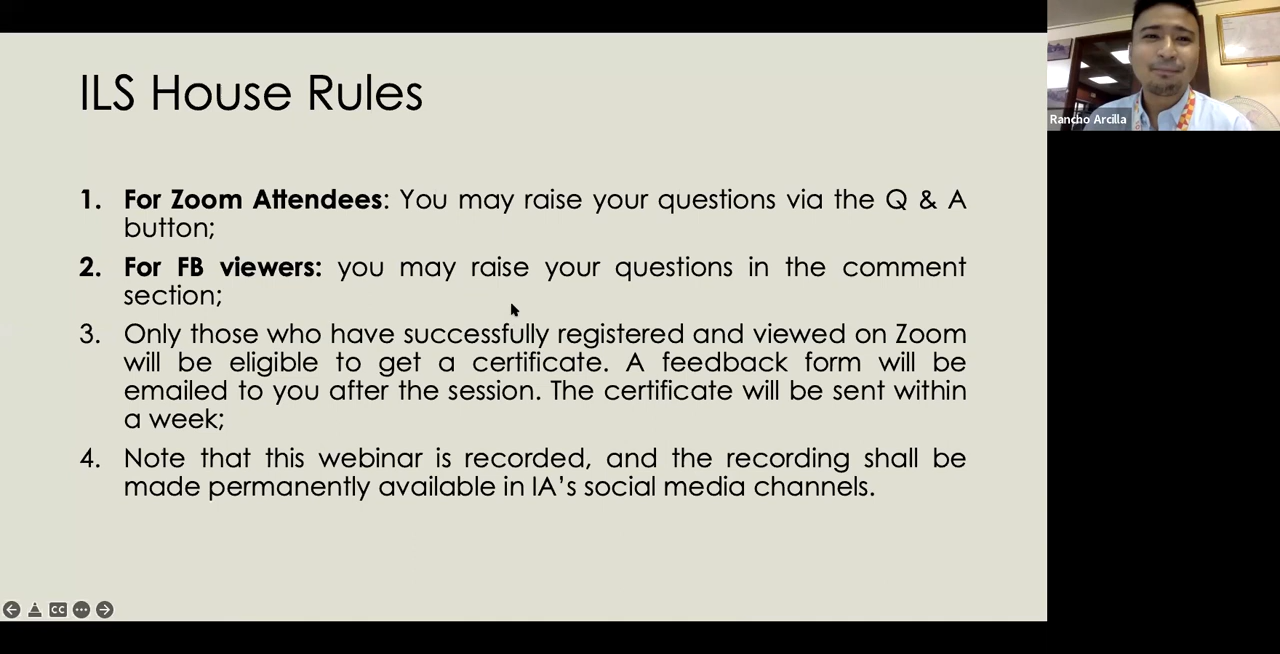 ILS House Rules
1. For Zoom Attendees: You may raise your questions via the Q & A
button;
2. For FB viewers: you may raise your questions in the comment
section;
3. Only those who have successfully registered and viewed on Zoom
will be eligible to get a certificate. A feedback form will be
emailed to you after the session. The certificate will be sent within
a week;
4. Note that this webinar is recorded, and the recording shall be
made permanently available in IA's social media channels.
Rancho Arcilla
CC